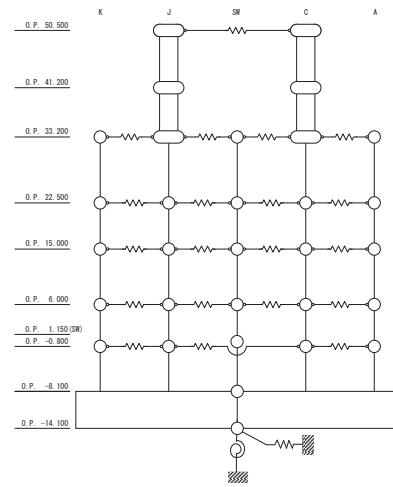 K J SW C A
O.P. 50.500
O.P. 41.200
O.P. 33.200
O.P. 22.500
O.P. 15.000
O.P. 6.000
O.P. 1.150(SW)
O.P. -0.800
O.P. -8.100
O.P. -14.100